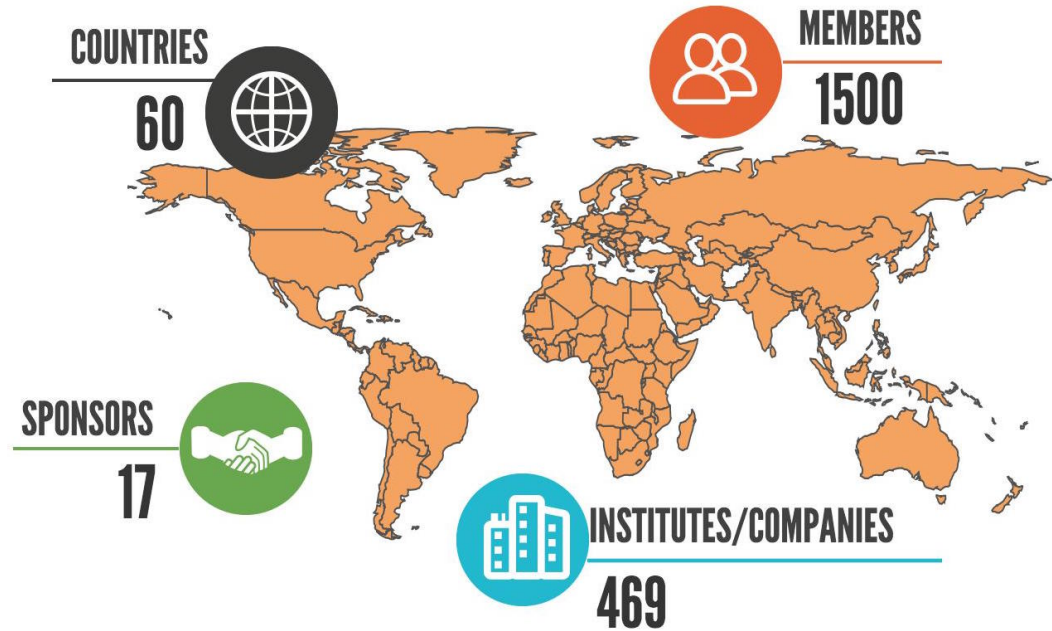 COUNTRIES
60
MEMBERS
1500
SPONSORS
17
INSTITUTES/COMPANIES
469